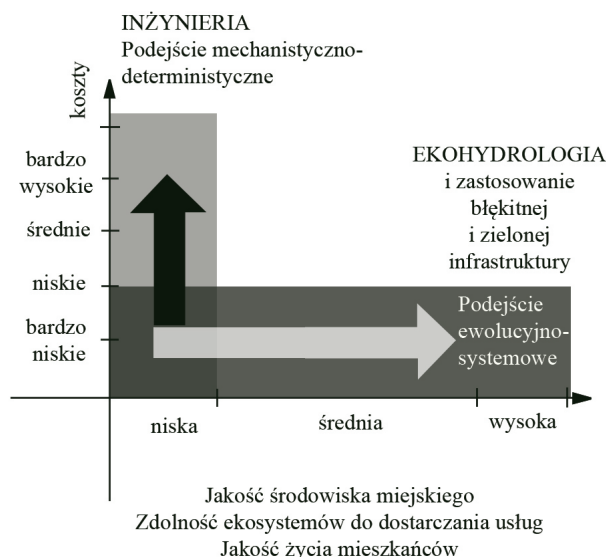 INŻYNIERIA
Podejście mechanistyczno-
deterministyczne
koszty
bardzo
wysokie
średnie
niskie
bardzo
niskie
EKOHYDROLOGIA
i zastosowanie
błękitnej
i zielonej
infrastruktury
Podejście
ewolucyjno-
systemowe
niska
średnia
wysoka
Jakość środowiska miejskiego
Zdolność ekosystemów do dostarczania usług
Jakość życia mieszkańców